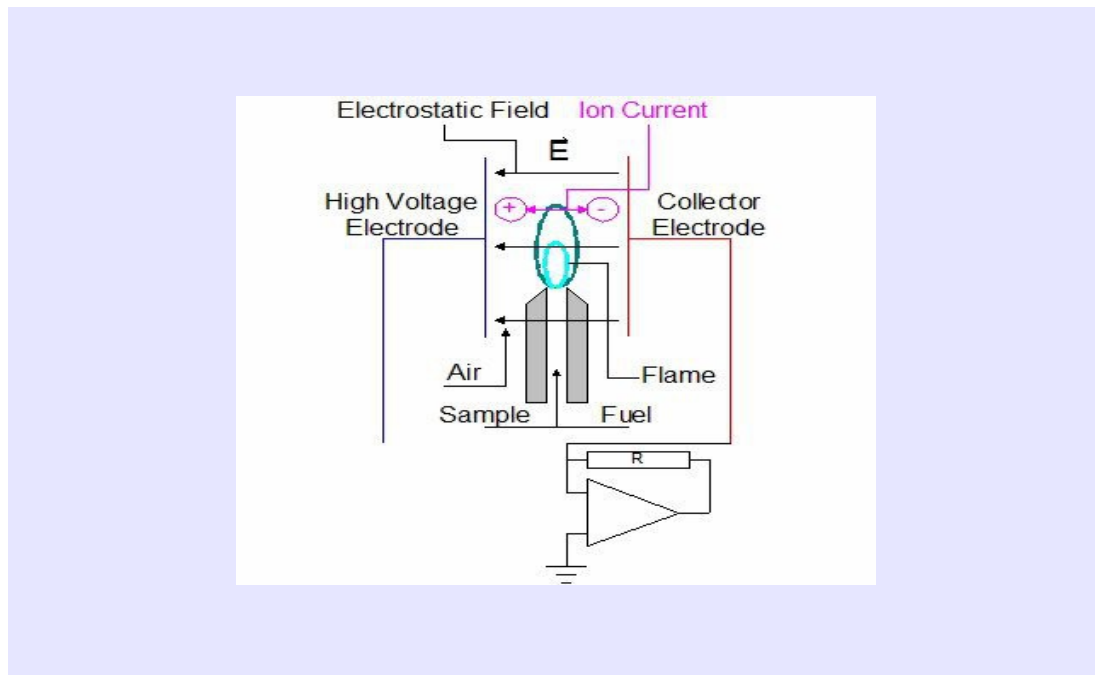 Electrostatic Field Ion Current
E
High Voltage
Electrode
+
-
Collector
Electrode
Air
Flame
Sample Fuel
R